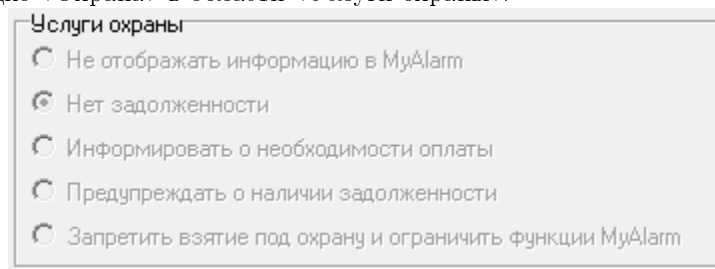 Услуги охраны
Не отображать информацию в MyAlarm
Нет задолженности
Информировать о необходимости оплаты
Предупреждать о наличии задолженности
Запретить взятие под охрану и ограничить функции MyAlarm